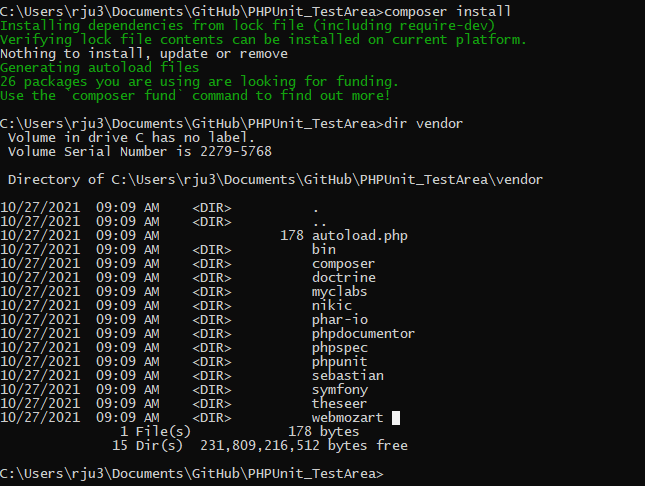 C:\Users\rju3\Documents\GitHub\PHPUnit_TestArea>composer install
Installing dependencies from lock file (including require-dev)
Verifying lock file contents can be installed on current platform.
Nothing to install, update or remove
Generating autoload files
26 packages you are using are looking for funding.
Use the `composer fund` command to find out more!
C:\Users\rju3\Documents\GitHub\PHPUnit_TestArea>dir vendor
Volume in drive C has no label.
Volume Serial Number is 2279-5768
Directory of C:\Users\rju3\Documents\GitHub\PHPUnit_TestArea\vendor
10/27/2021 09:09 AM <DIR> .
10/27/2021 09:09 AM <DIR> ..
10/27/2021 09:09 AM 178 autoload.php
10/27/2021 09:09 AM <DIR> bin
10/27/2021 09:09 AM <DIR> composer
10/27/2021 09:09 AM <DIR> doctrine
10/27/2021 09:09 AM <DIR> myclabs
10/27/2021 09:09 AM <DIR> nikic
10/27/2021 09:09 AM <DIR> phar-io
10/27/2021 09:09 AM <DIR> phpdocumentor
10/27/2021 09:09 AM <DIR> phpspec
10/27/2021 09:09 AM <DIR> phpunit
10/27/2021 09:09 AM <DIR> sebastian
10/27/2021 09:09 AM <DIR> symfony
10/27/2021 09:09 AM <DIR> theseer
10/27/2021 09:09 AM <DIR> webmozart
1 File(s) 178 bytes
15 Dir(s) 231,809,216,512 bytes free
C:\Users\rju3\Documents\GitHub\PHPUnit_TestArea>